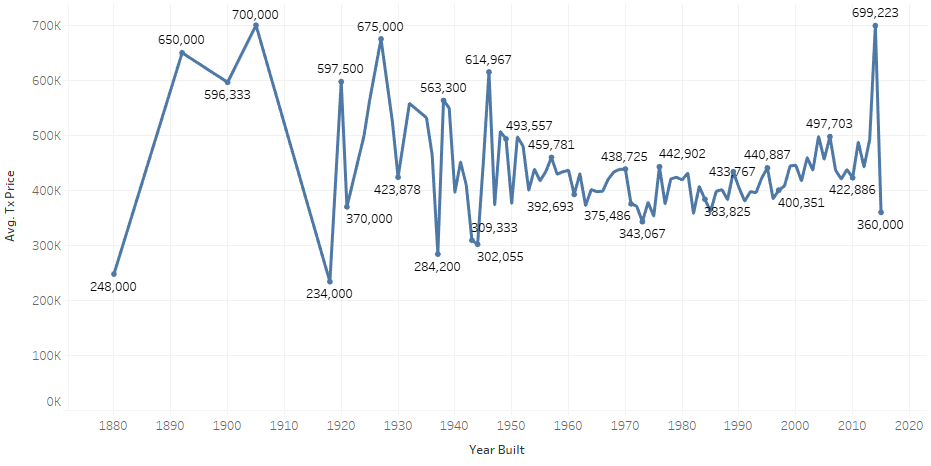 700K
600K
500K
400K
300K
200K
100K
0K
Avg. Tx Price
248,000
650,000
596,333
700,000
234,000
597,500
370,000
675,000
423,878
284,200
563,300
309,333
302,055
614,967
493,557
459,781
392,693
438,725
375,486
343,067
442,902
383,825
433,767
440,887
400,351
497,703
422,886
699,223
360,000
1880 1890 1900 1910 1920 1930 1940 1950 1960 1970 1980 1990 2000 2010 2020
Year Built